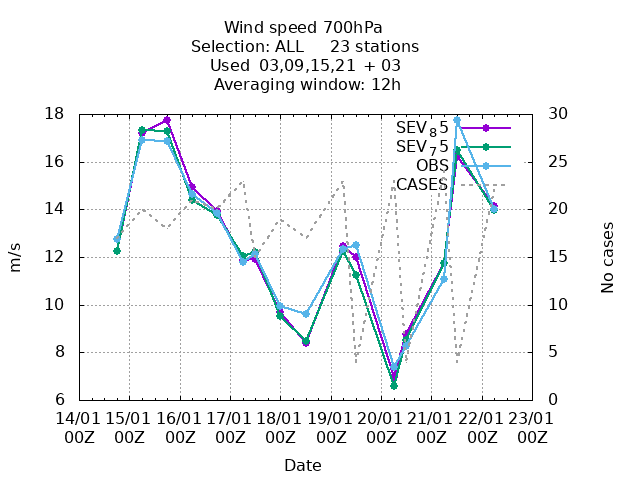 Wind speed 700hPa
Selection: ALL 23 stations
Used 03,09,15,21 + 03
Averaging window: 12h
18
16
14
12
10
8
6
30
25
20
15
10
5
0
SEV₈5
SEV₇5
OBS
CASES
m/s
No cases
14/01 15/01 16/01 17/01 18/01 19/01 20/01 21/01 22/01 23/01
00Z 00Z 00Z 00Z 00Z 00Z 00Z 00Z 00Z 00Z
Date